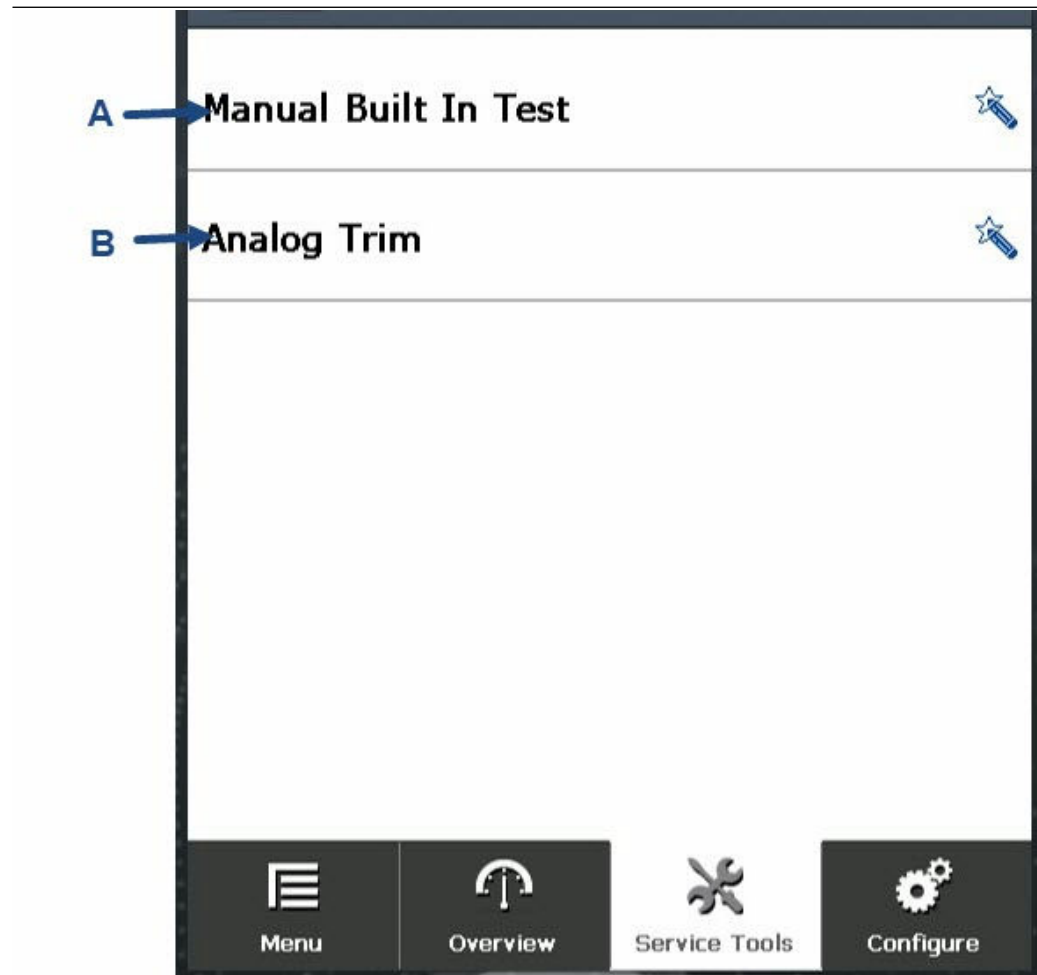 A
Manual Built In Test
B
Analog Trim
Menu
Overview
Service Tools
Configure